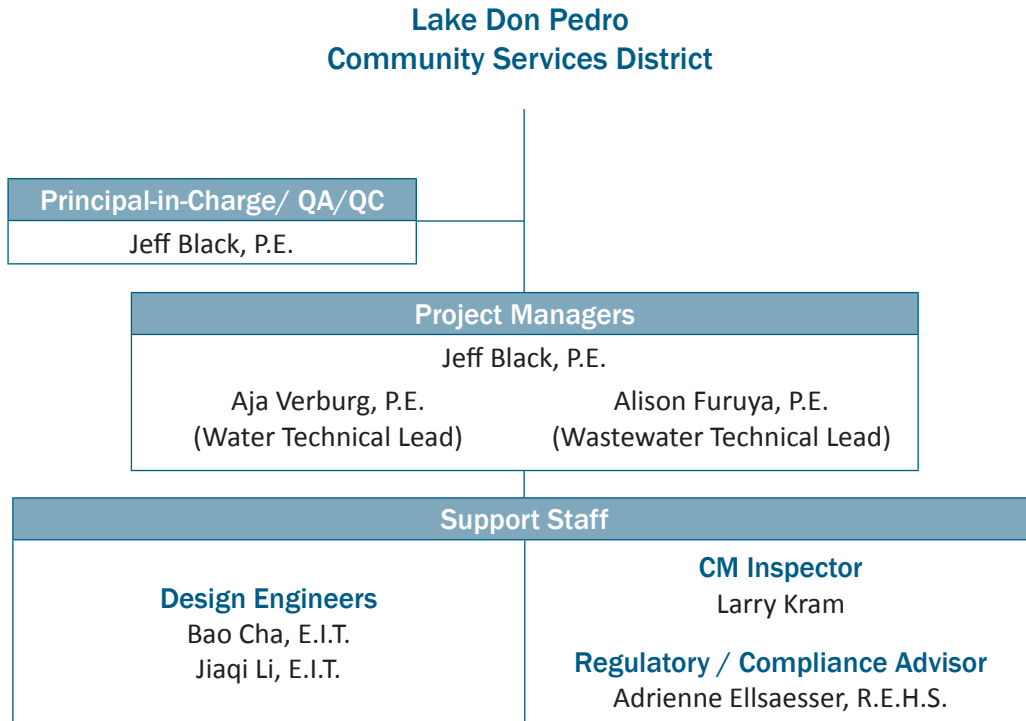 Lake Don Pedro
Community Services District
Principal-in-Charge/ QA/QC
Jeff Black, P.E.
Project Managers
Jeff Black, P.E.
Aja Verburg, P.E.
(Water Technical Lead)
Alison Furuya, P.E.
(Wastewater Technical Lead)
Support Staff
Design Engineers
Bao Cha, E.I.T.
Jiaqi Li, E.I.T.
CM Inspector
Larry Kram
Regulatory / Compliance Advisor
Adrienne Ellsaesser, R.E.H.S.